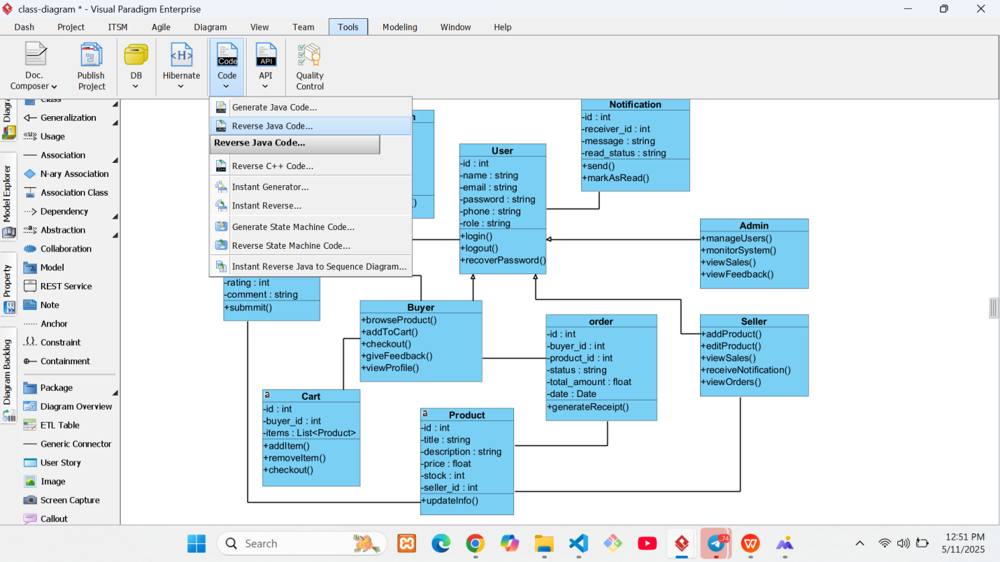 class-diagram * - Visual Paradigm Enterprise
Dash Project ITSM Agile Diagram View Team Tools Modeling Window Help
Doc.
Composer
Publish
Project
DB
Hibernate
Code
Code
API
API
Quality
Control
Generate Java Code...
Reverse Java Code...
Reverse Java Code...
Reverse C++ Code...
Instant Generator...
Instant Reverse...
Generate State Machine Code...
Reverse State Machine Code...
Instant Reverse Java to Sequence Diagram...
Model Explorer
Property
Diagram Backlog
Class
Generalization
Usage
Association
N-ary Association
Association Class
Dependency
Abstraction
Collaboration
Model
REST Service
Note
Anchor
Constraint
Containment
Package
Diagram Overview
ETL Table
Generic Connector
User Story
Image
Screen Capture
Callout
Notification
-id : int
-receiver_id : int
-message : string
-read_status : string
+send()
+markAsRead()
User
-id : int
-name : string
-email : string
-password : string
-phone : string
-role : string
+login()
+logout()
+recoverPassword()
Admin
+manageUsers()
+monitorSystem()
+viewSales()
+viewFeedback()
-rating : int
-comment : string
+submmit()
Buyer
+browseProduct()
+addToCart()
+checkout()
+giveFeedback()
+viewProfile()
order
-id : int
-buyer_id : int
-product_id : int
-status : string
-total_amount : float
-date : Date
+generateReceipt()
Seller
+addProduct()
+editProduct()
+viewSales()
+receiveNotification()
+viewOrders()
a
Cart
-id : int
-buyer_id : int
-items : List<Product>
+addItem()
+removeItem()
+checkout()
a
Product
-id : int
-title : string
-description : string
-price : float
-stock : int
-seller_id : int
+updateInfo()
Search
74
12:51 PM
5/11/2025